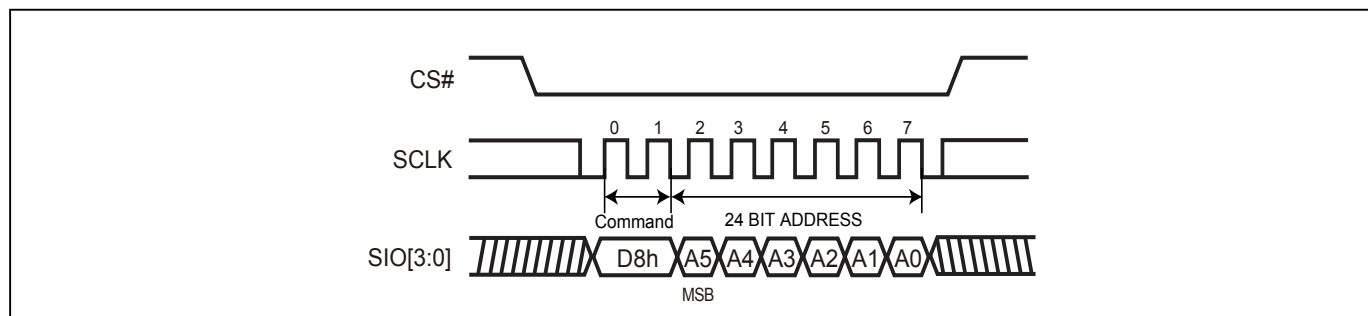 CS#
0 1 2 3 4 5 6 7
SCLK
Command 24 BIT ADDRESS
SIO[3:0] D8h A5 A4 A3 A2 A1 A0
MSB